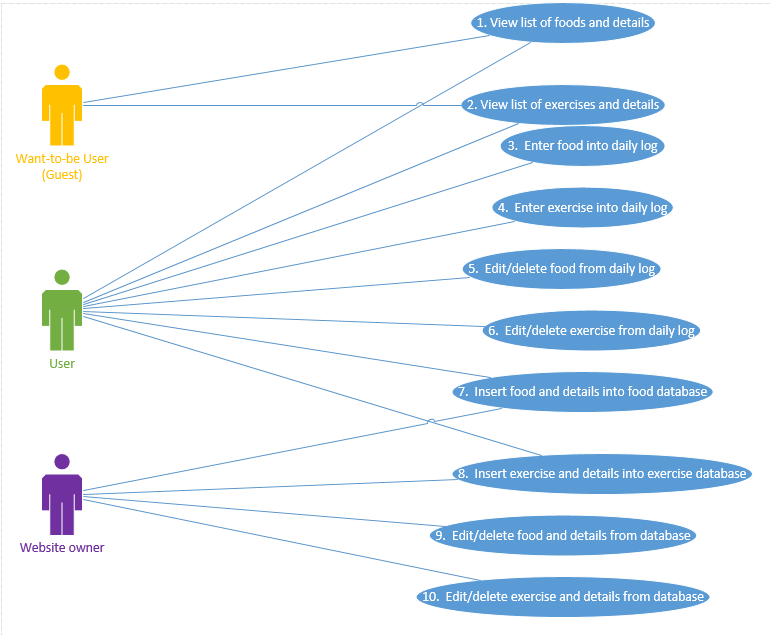 1. View list of foods and details
2. View list of exercises and details
3. Enter food into daily log
Want-to-be User
(Guest)
4. Enter exercise into daily log
5. Edit/delete food from daily log
6. Edit/delete exercise from daily log
User
7. Insert food and details into food database
8. Insert exercise and details into exercise database
9. Edit/delete food and details from database
Website owner
10. Edit/delete exercise and details from database